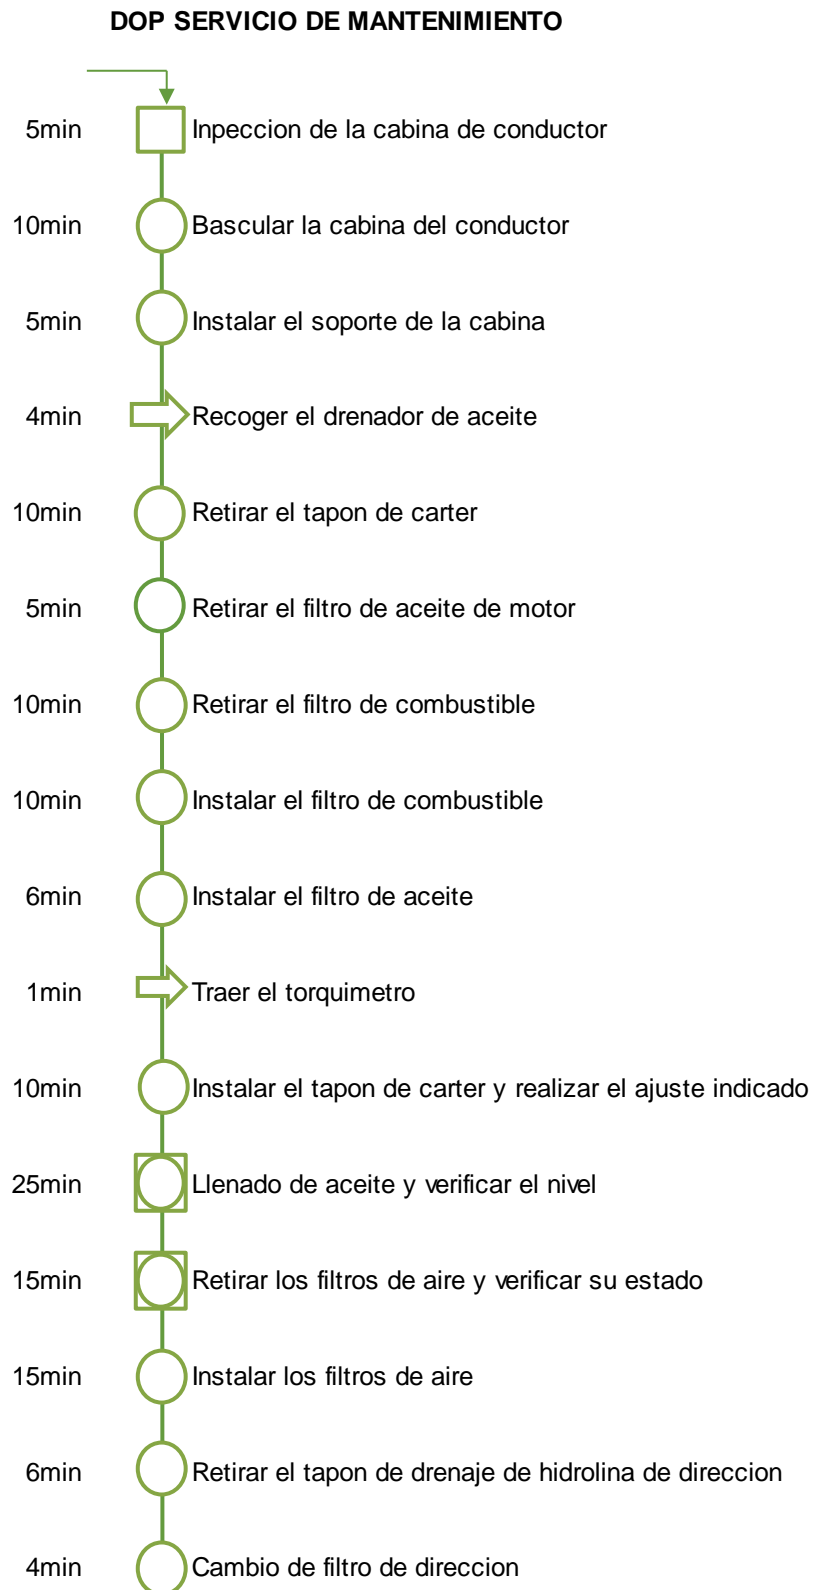 DOP SERVICIO DE MANTENIMIENTO
5min Inpeccion de la cabina de conductor
10min Bascular la cabina del conductor
5min Instalar el soporte de la cabina
4min Recoger el drenador de aceite
10min Retirar el tapon de carter
5min Retirar el filtro de aceite de motor
10min Retirar el filtro de combustible
10min Instalar el filtro de combustible
6min Instalar el filtro de aceite
1min Traer el torquimetro
10min Instalar el tapon de carter y realizar el ajuste indicado
25min Llenado de aceite y verificar el nivel
15min Retirar los filtros de aire y verificar su estado
15min Instalar los filtros de aire
6min Retirar el tapon de drenaje de hidrolina de direccion
4min Cambio de filtro de direccion